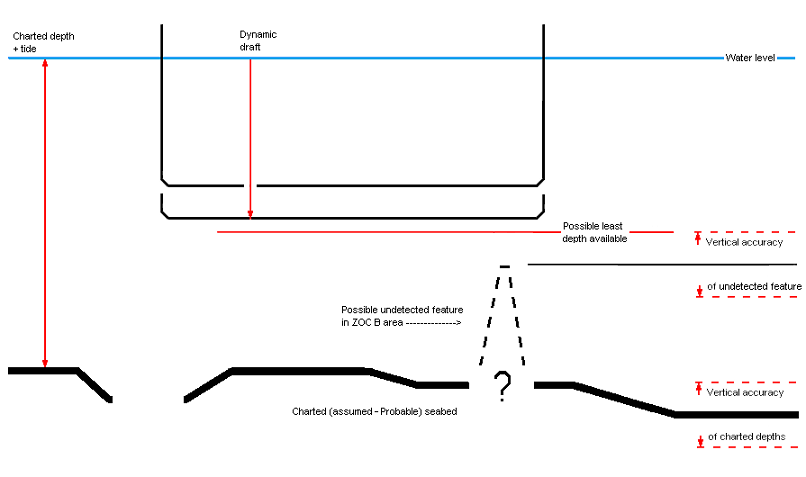 Charted depth
+ tide
Dynamic
draft
Water level
Possible least
depth available
Vertical accuracy
of undetected feature
Possible undetected feature
in ZOC B area -------------->
?
Vertical accuracy
Charted (assumed - Probable) seabed
of charted depths